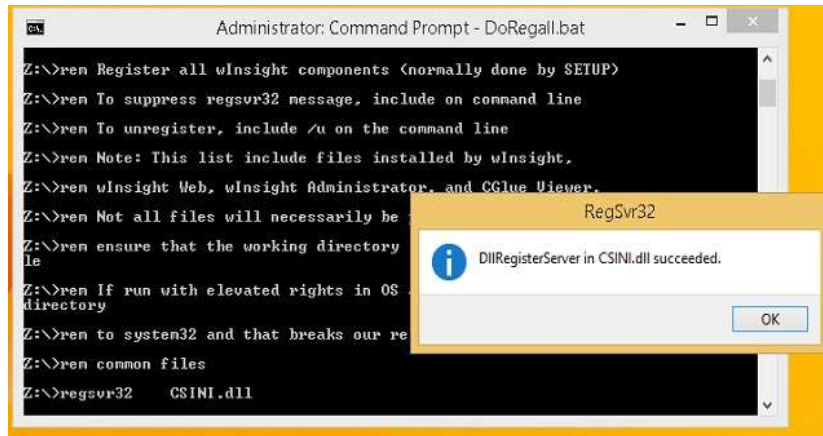 Administrator: Command Prompt - DoRegall.bat
Z:\>rem Register all wInsight components (normally done by SETUP)
Z:\>rem To suppress regsvr32 message, include on command line
Z:\>rem To unregister, include /u on the command line
Z:\>rem Note: This list include files installed by wInsight,
Z:\>rem wInsight Web, wInsight Administrator, and CGlue Viewer.
Z:\>rem Not all files will necessarily be
Z:\>rem ensure that the working directory
le
Z:\>rem If run with elevated rights in OS
directory
Z:\>rem to system32 and that breaks our re
Z:\>rem common files
Z:\>regsvr32 CSINI.dll
RegSvr32
DllRegisterServer in CSINI.dll succeeded.
OK